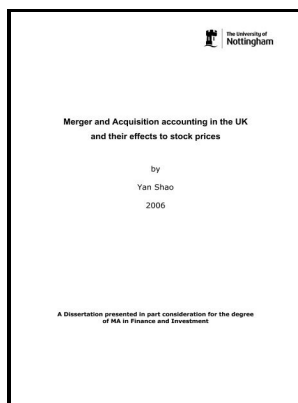 The University of
Nottingham
Merger and Acquisition accounting in the UK
and their effects to stock prices
by
Yan Shao
2006
A Dissertation presented in part consideration for the degree
of MA in Finance and Investment